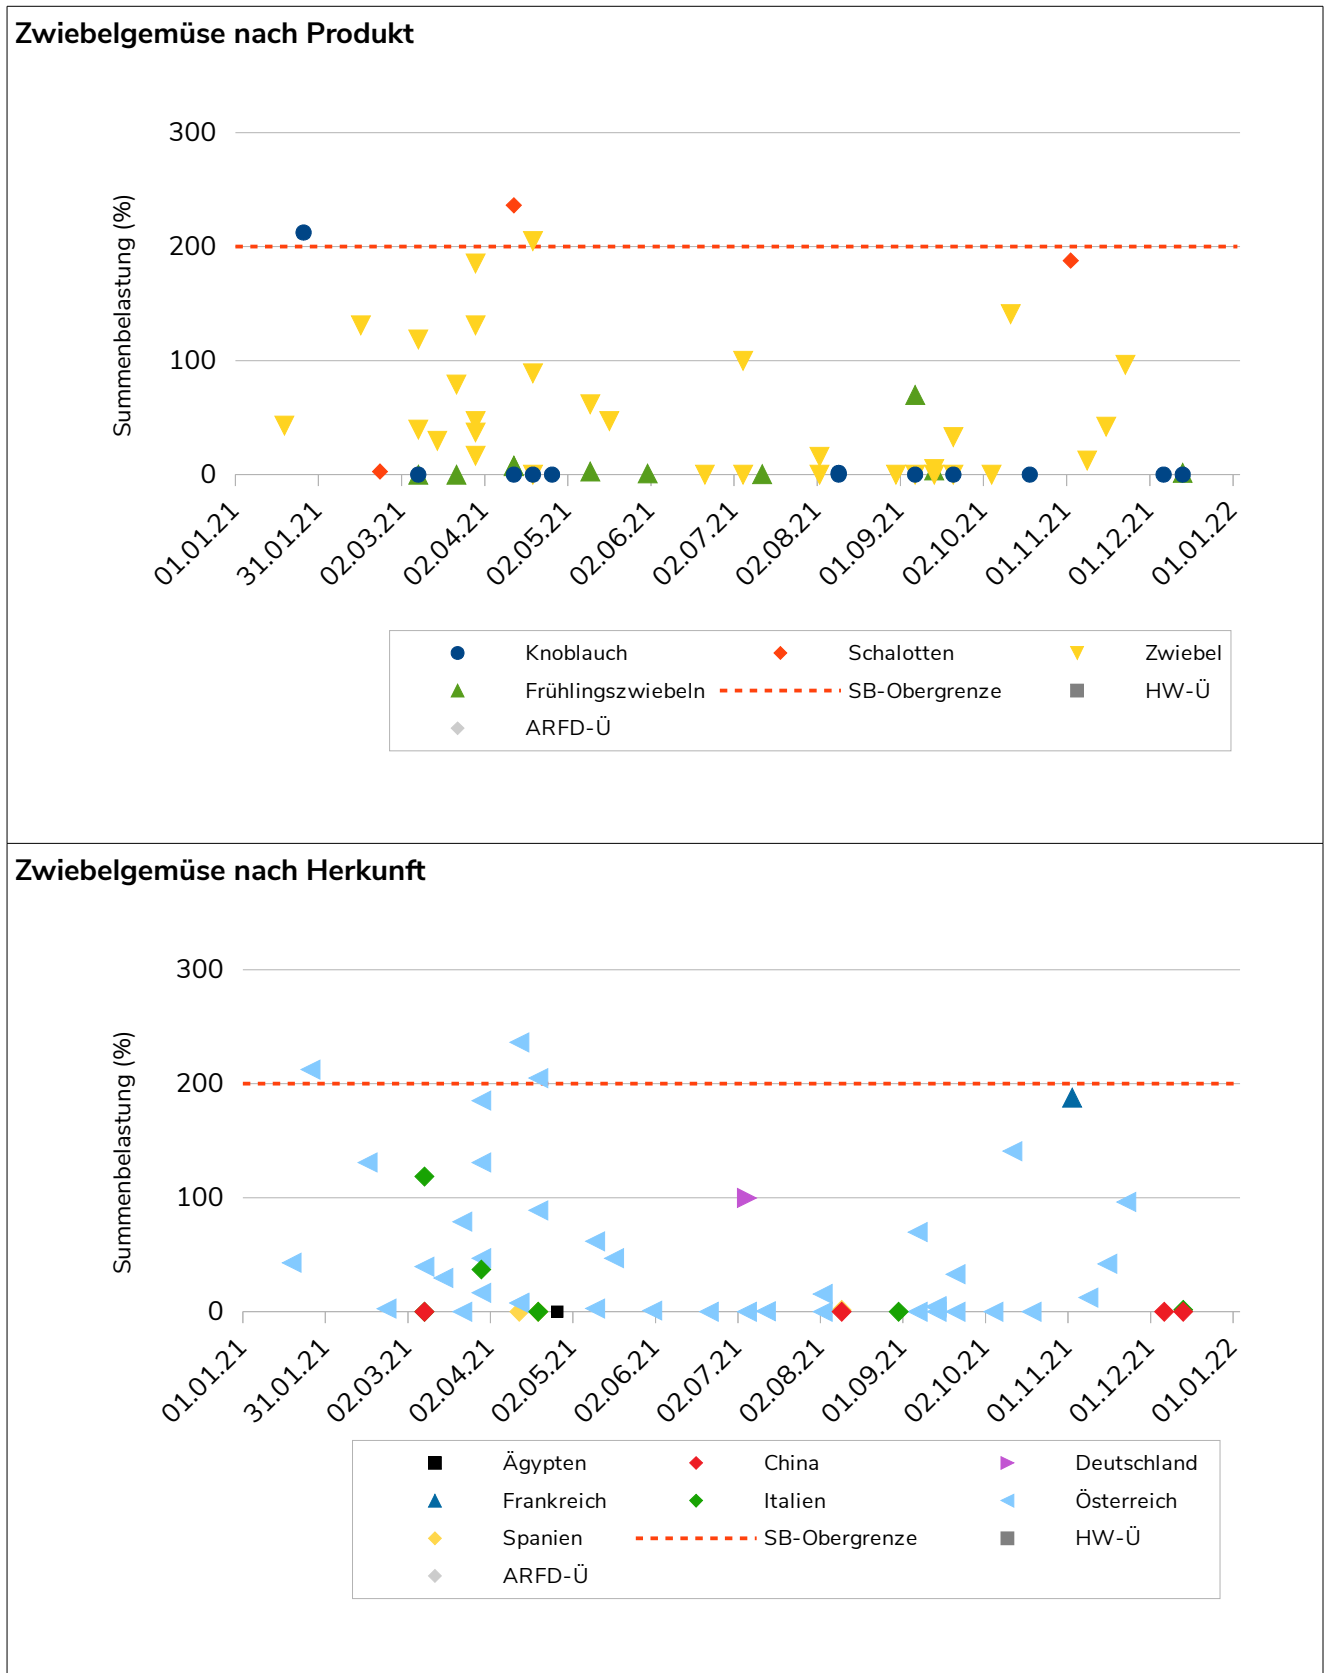 Zwiebelgemüse nach Produkt
Summenbelastung (%)
300
200
100
0
01.01.21 31.01.21 02.03.21 02.04.21 02.05.21 02.06.21 02.07.21 02.08.21 01.09.21 02.10.21 01.11.21 01.12.21 01.01.22
Knoblauch Schalotten Zwiebel
Frühlingszwiebeln SB-Obergrenze HW-Ü
ARFD-Ü
Zwiebelgemüse nach Herkunft
Summenbelastung (%)
300
200
100
0
01.01.21 31.01.21 02.03.21 02.04.21 02.05.21 02.06.21 02.07.21 02.08.21 01.09.21 02.10.21 01.11.21 01.12.21 01.01.22
Ägypten China Deutschland
Frankreich Italien Österreich
Spanien SB-Obergrenze HW-Ü
ARFD-Ü